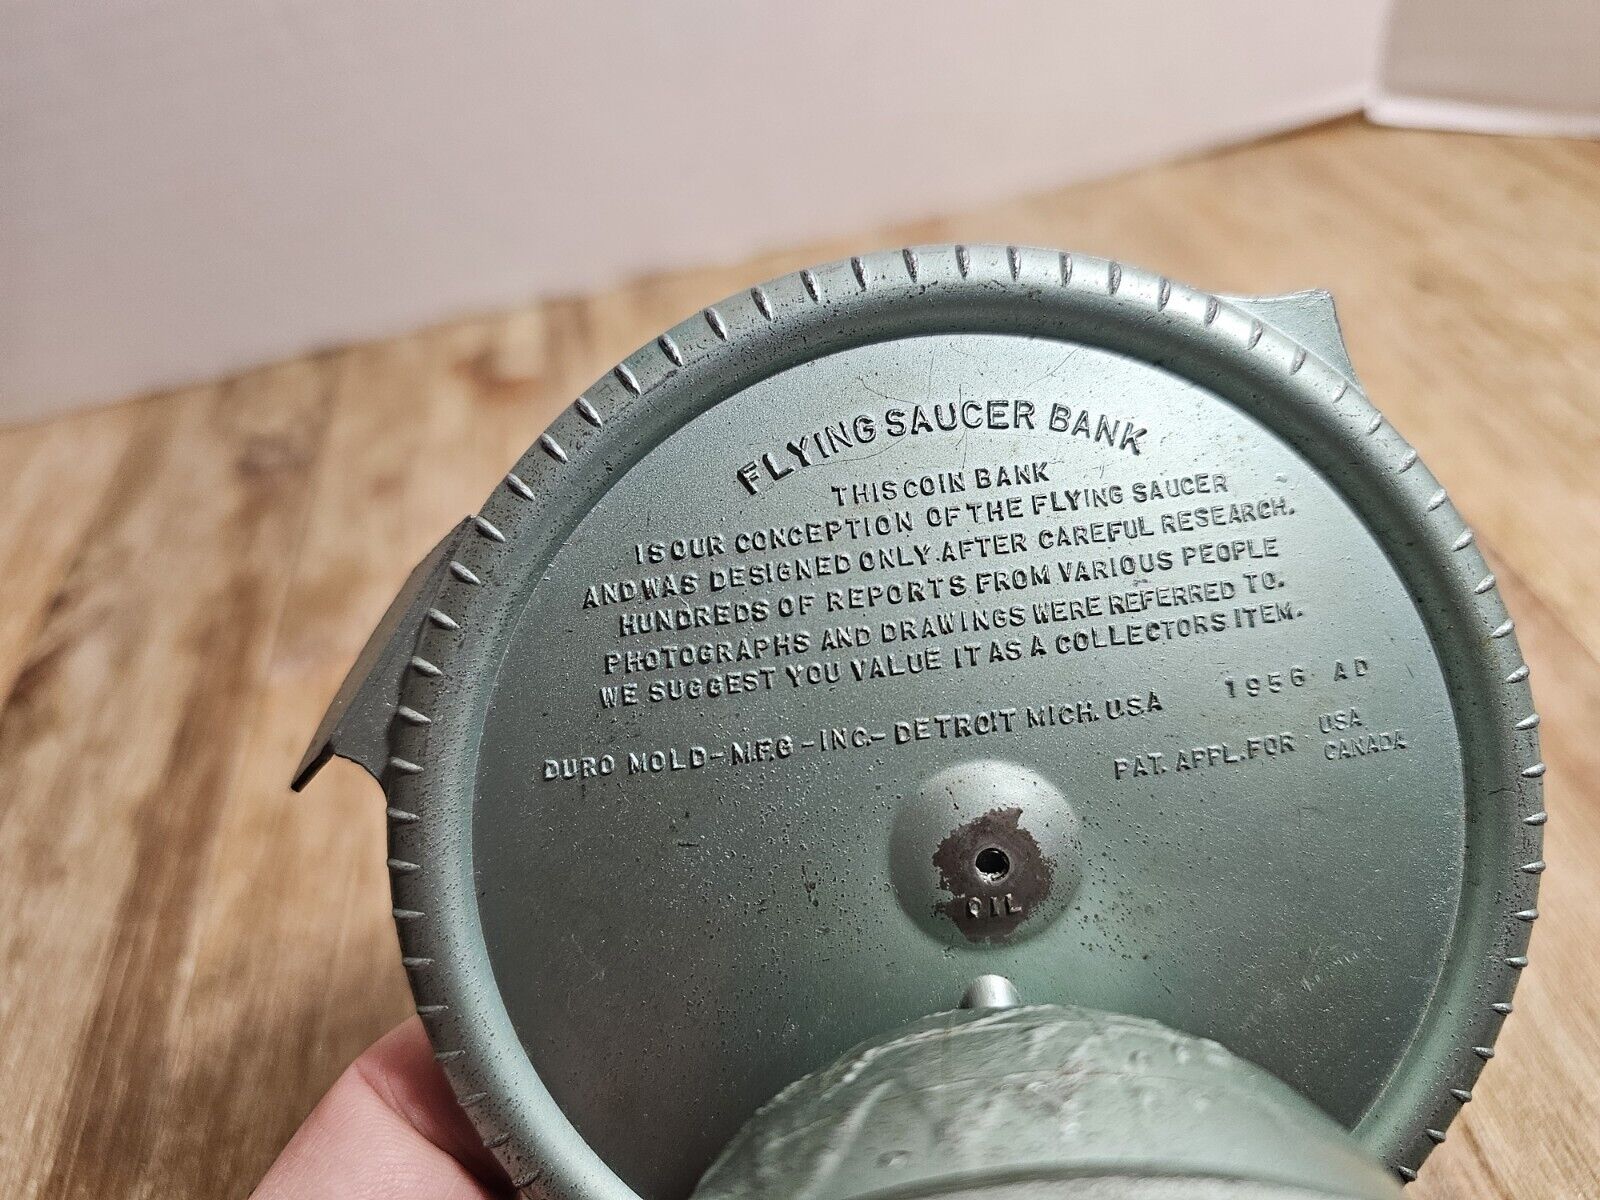 FLYING SAUCER BANK
THIS COIN BANK
IS OUR CONCEPTION OF THE FLYING SAUCER
AND WAS DESIGNED ONLY AFTER CAREFUL RESEARCH.
HUNDREDS OF REPORTS FROM VARIOUS PEOPLE
PHOTOGRAPHS AND DRAWINGS WERE REFERRED TO.
WE SUGGEST YOU VALUE IT AS A COLLECTORS ITEM.
DURO MOLD-MFG-INC-DETROIT MICH. USA 1956 AD
PAT. APPL. FOR USA
CANADA
OIL